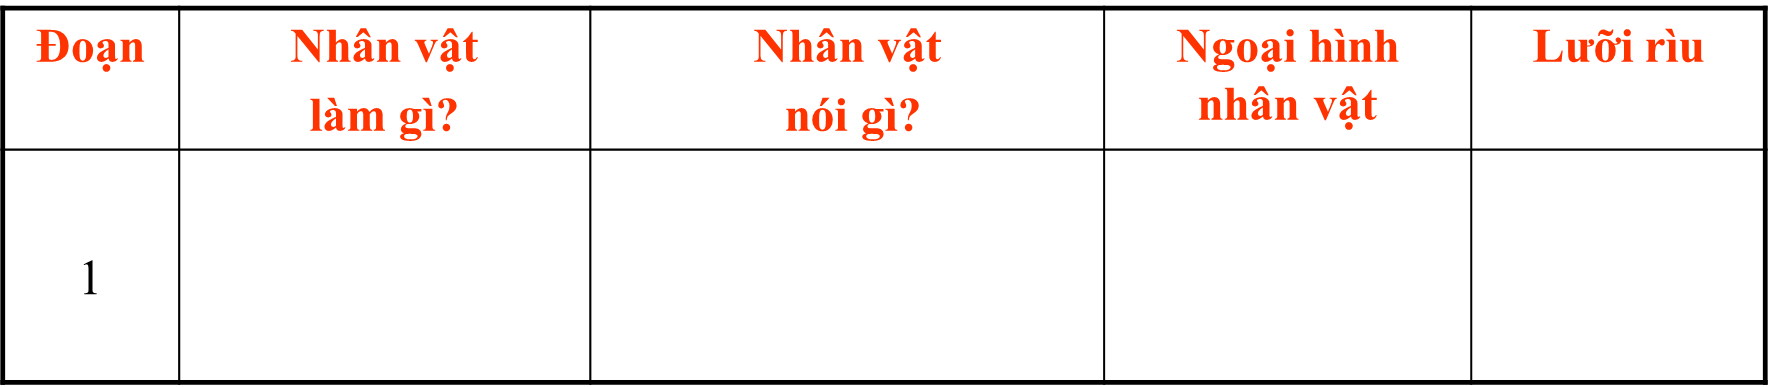 Đoạn
Nhân vật
làm gì?
Nhân vật
nói gì?
Ngoại hình
nhân vật
Lưỡi rìu
1